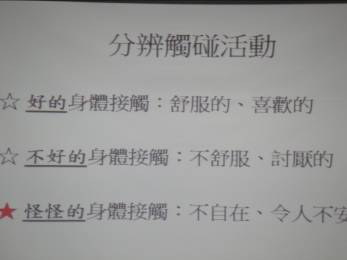 分辨觸碰活動
☆ 好的身體接觸：舒服的、喜歡的
☆ 不好的身體接觸：不舒服、討厭的
★ 怪怪的身體接觸：不自在、令人不安